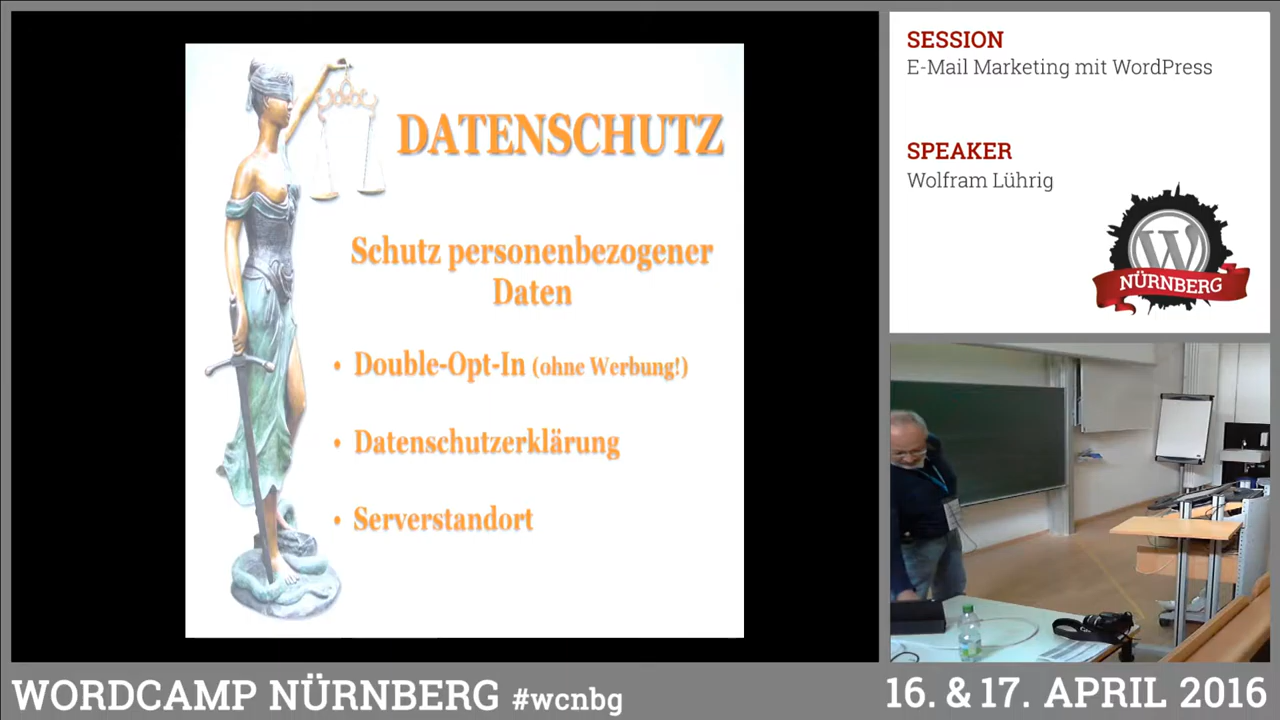 DATENSCHUTZ
Schutz personenbezogener
Daten
• Double-Opt-In (ohne Werbung!)
• Datenschutzerklärung
• Serverstandort
SESSION
E-Mail Marketing mit WordPress
SPEAKER
Wolfram Lührig
W
NÜRNBERG
WORDCAMP NÜRNBERG #wcnbg
16. & 17. APRIL 2016